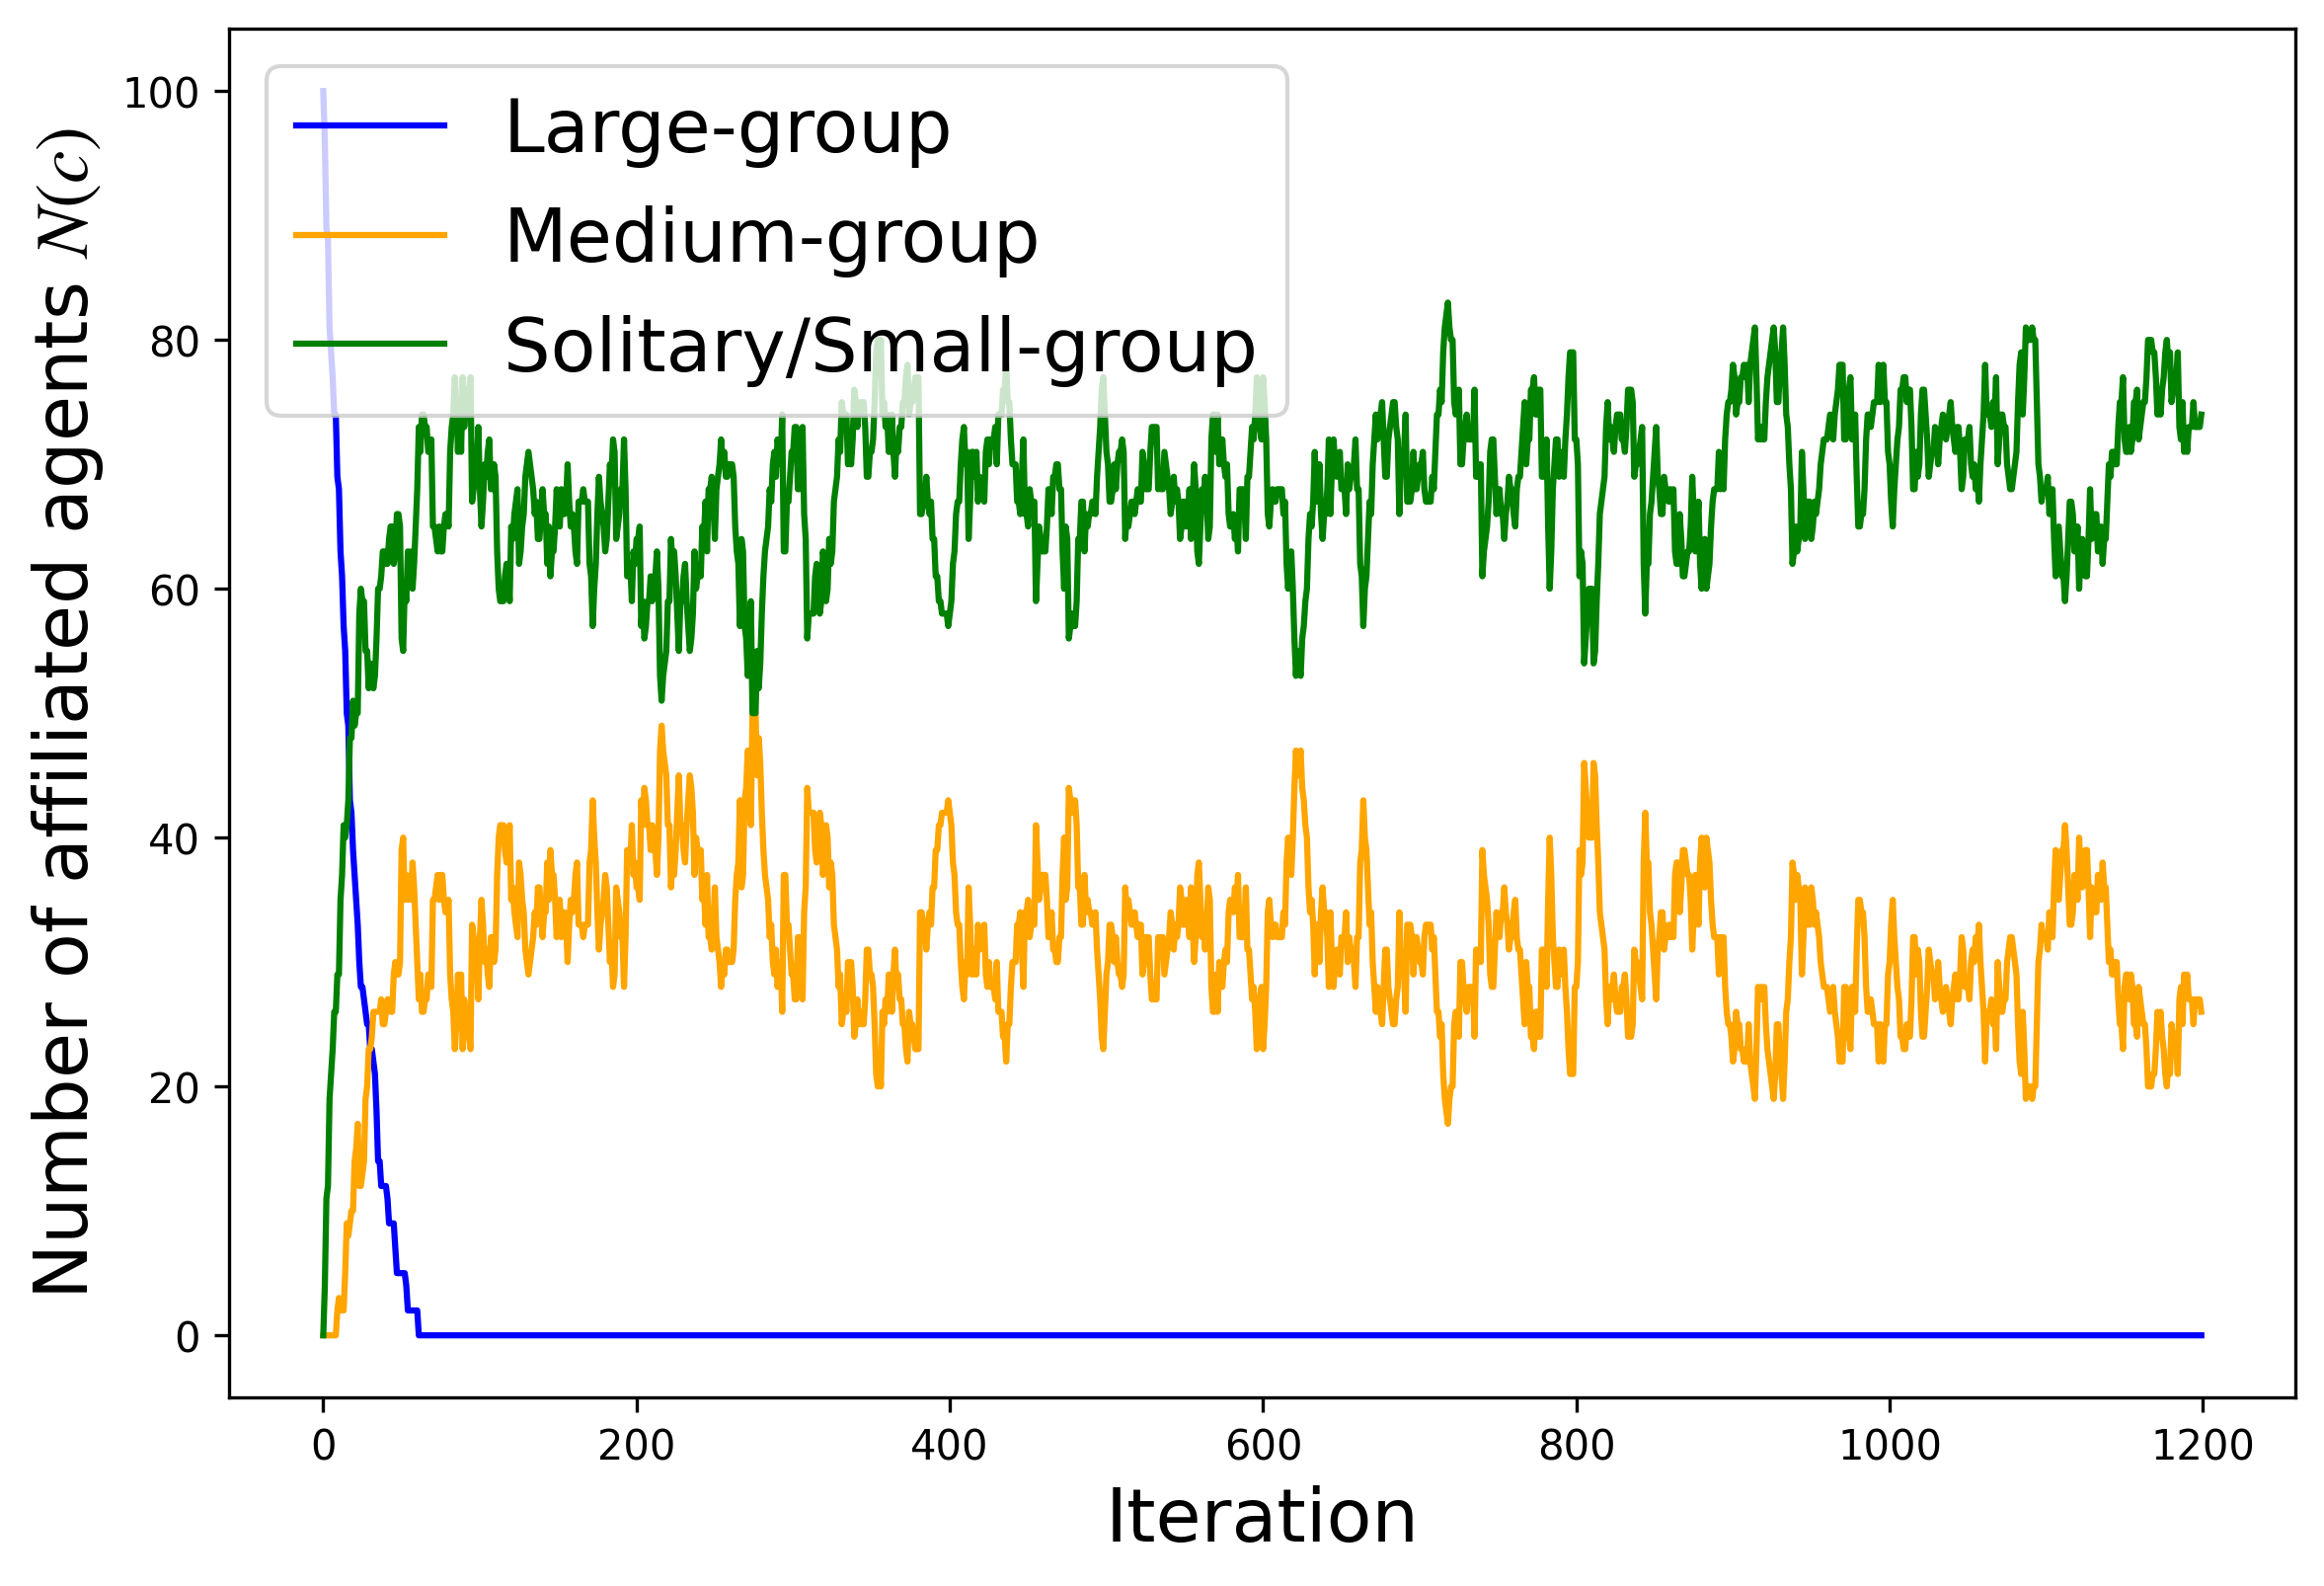 Number of affiliated agents N(c)
100
80
60
40
20
0
Large-group
Medium-group
Solitary/Small-group
0 200 400 600 800 1000 1200
Iteration